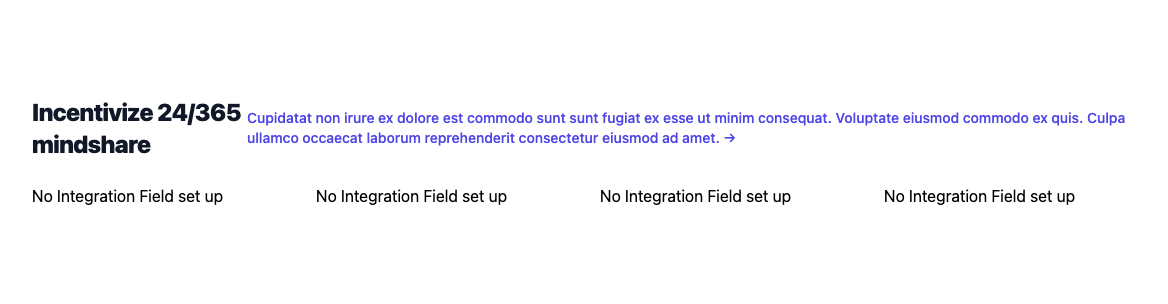 Incentivize 24/365
mindshare
Cupidatat non irure ex dolore est commodo sunt sunt fugiat ex esse ut minim consequat. Voluptate eiusmod commodo ex quis. Culpa
ullamco occaecat laborum reprehenderit consectetur eiusmod ad amet. →
No Integration Field set up
No Integration Field set up
No Integration Field set up
No Integration Field set up